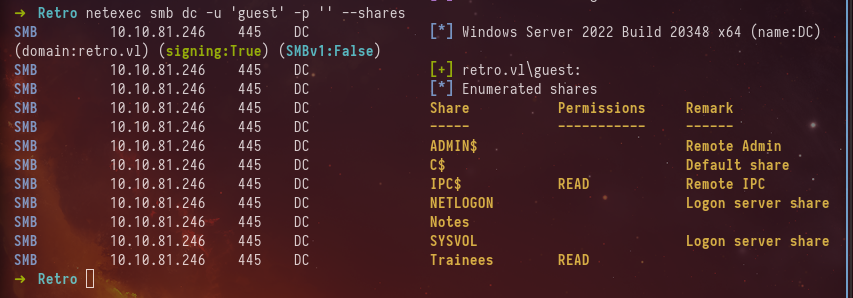 → Retro netexec smb dc -u 'guest' -p '' --shares
SMB 10.10.81.246 445 DC [*] Windows Server 2022 Build 20348 x64 (name:DC)
(domain:retro.vl) (signing:True) (SMBv1:False)
SMB 10.10.81.246 445 DC [+] retro.vl\guest:
SMB 10.10.81.246 445 DC [*] Enumerated shares
SMB 10.10.81.246 445 DC Share Permissions Remark
SMB 10.10.81.246 445 DC ----- ----------- ------
SMB 10.10.81.246 445 DC ADMIN$ Remote Admin
SMB 10.10.81.246 445 DC C$ Default share
SMB 10.10.81.246 445 DC IPC$ READ Remote IPC
SMB 10.10.81.246 445 DC NETLOGON Logon server share
SMB 10.10.81.246 445 DC Notes
SMB 10.10.81.246 445 DC SYSVOL Logon server share
SMB 10.10.81.246 445 DC Trainees READ
→ Retro